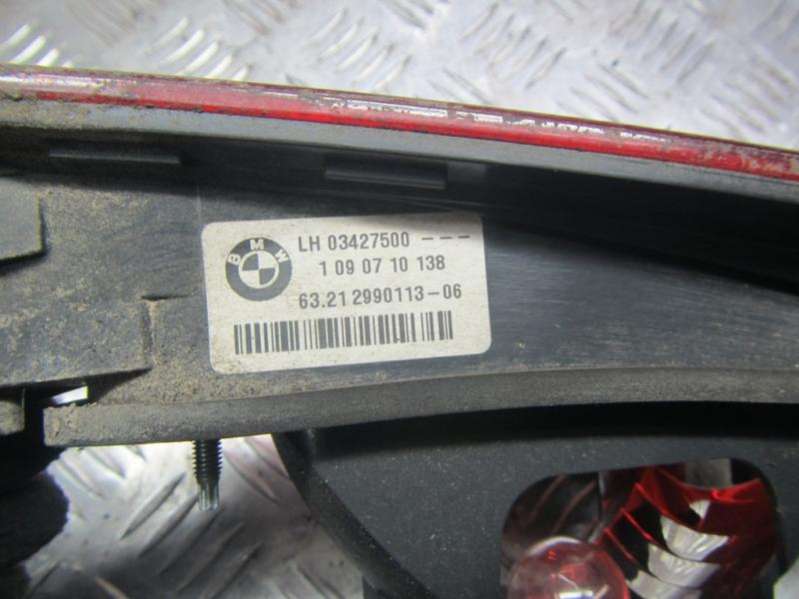 BMW
LH 03427500 ---
1 09 07 10 138
63.21 2990113-06